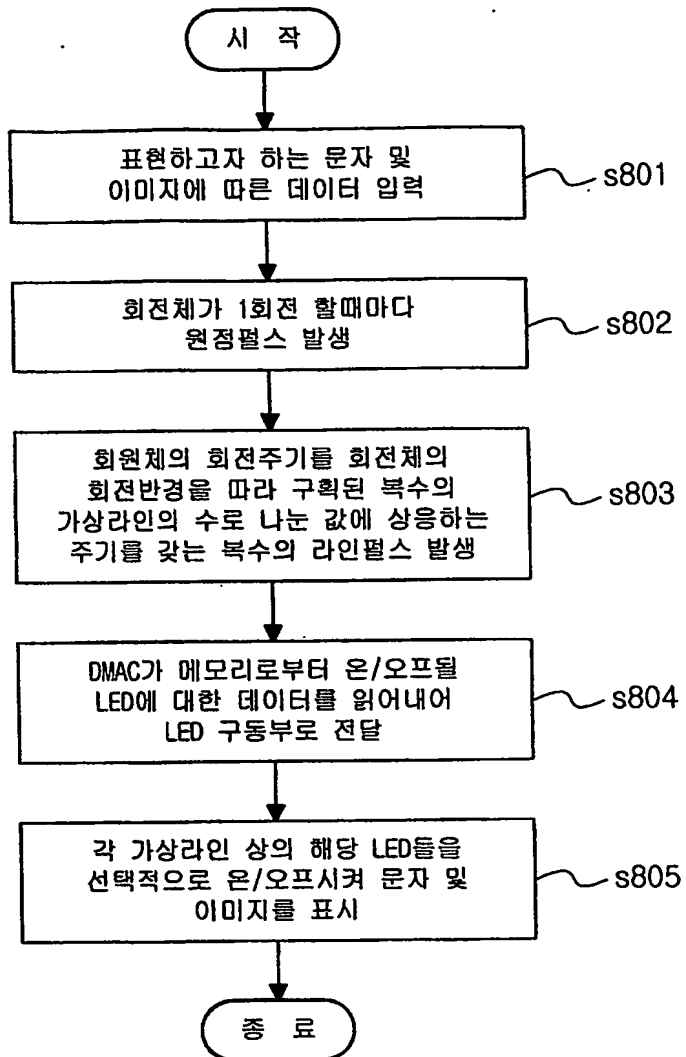 시 작
표현하고자 하는 문자 및
이미지에 따른 데이터 입력
s801
회전체가 1회전 할때마다
원점펄스 발생
s802
회원체의 회전주기를 회전체의
회전반경을 따라 구획된 복수의
가상라인의 수로 나눈 값에 상응하는
주기를 갖는 복수의 라인펄스 발생
s803
DMAC가 메모리로부터 온/오프될
LED에 대한 데이터를 읽어내어
LED 구동부로 전달
s804
각 가상라인 상의 해당 LED들을
선택적으로 온/오프시켜 문자 및
이미지를 표시
s805
종 료